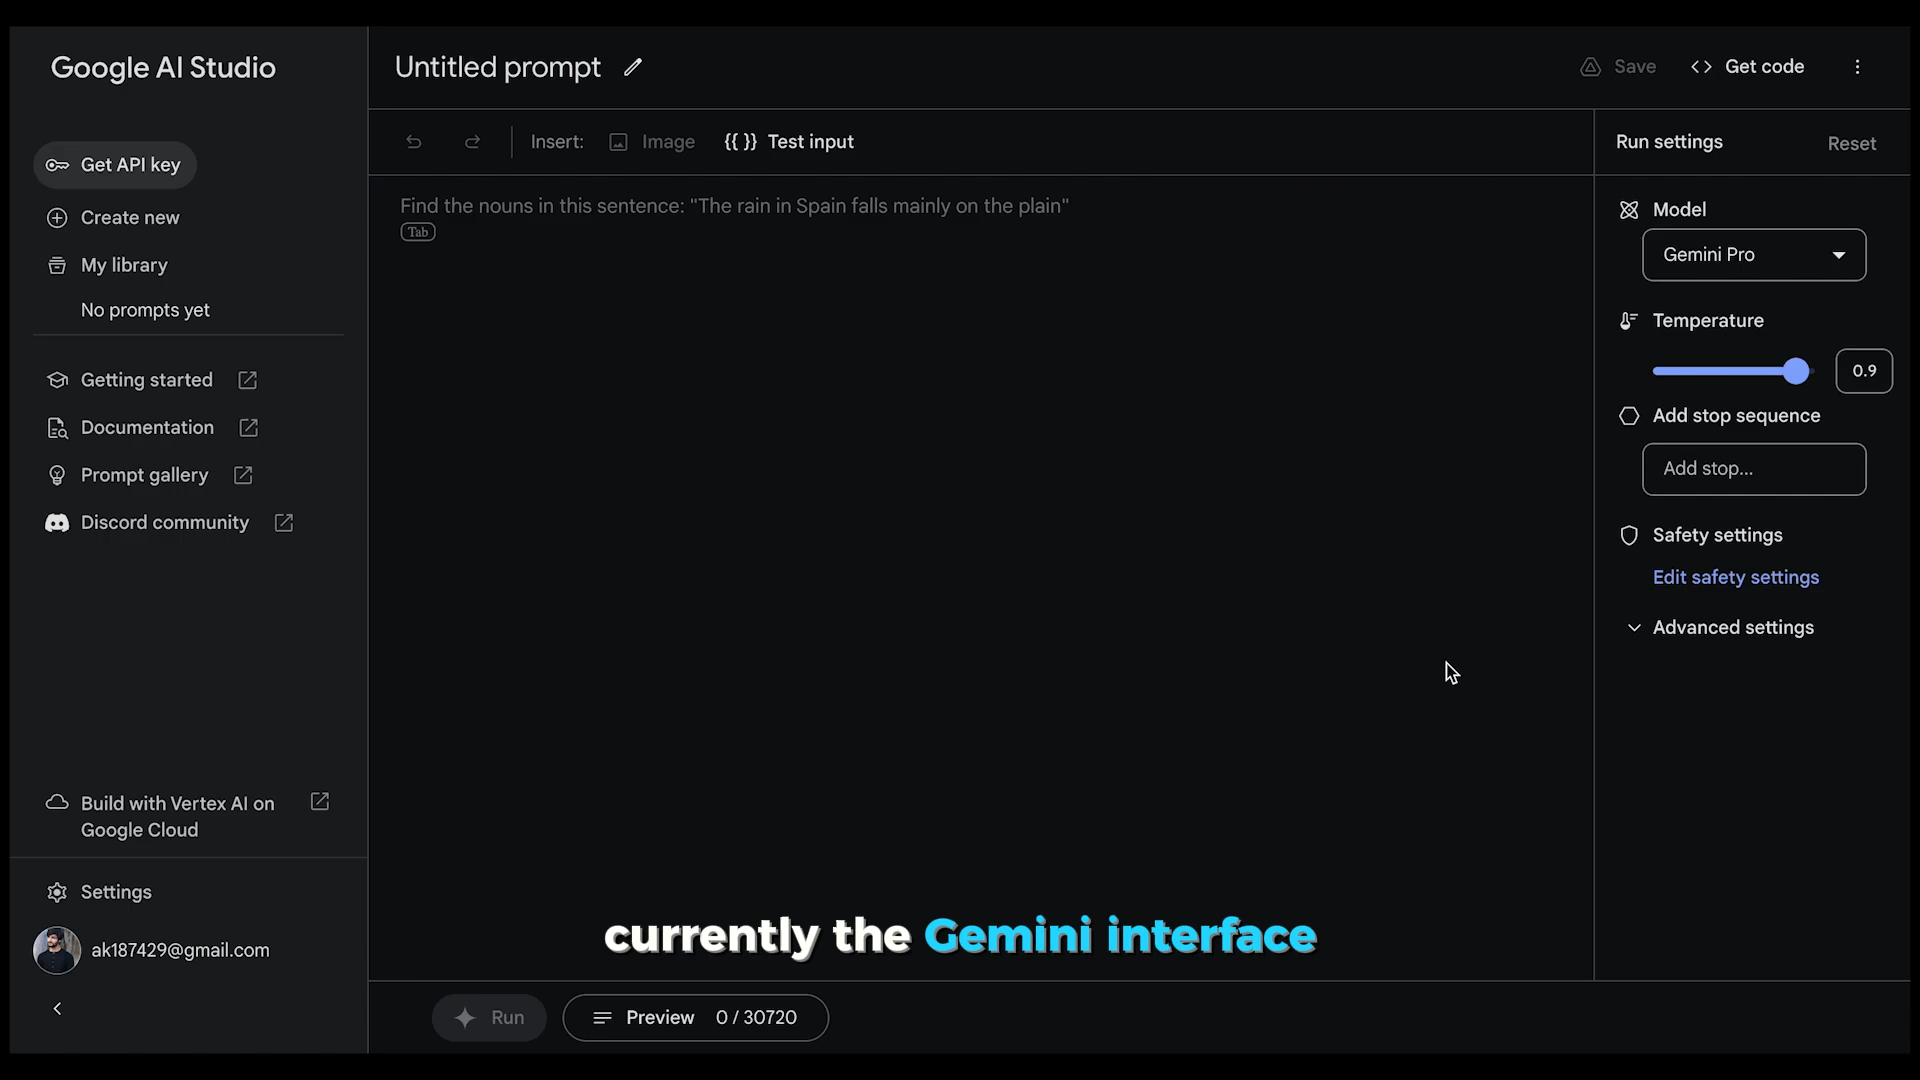 Google AI Studio
Untitled prompt
Save
Get code
Get API key
Create new
My library
No prompts yet
Getting started
Documentation
Prompt gallery
Discord community
Build with Vertex AI on
Google Cloud
Settings
ak187429@gmail.com
Insert:
Image
{{ }} Test input
Find the nouns in this sentence: "The rain in Spain falls mainly on the plain"
Tab
currently the Gemini interface
Run
Preview 0 / 30720
Run settings
Reset
Model
Gemini Pro
Temperature
0.9
Add stop sequence
Add stop...
Safety settings
Edit safety settings
Advanced settings